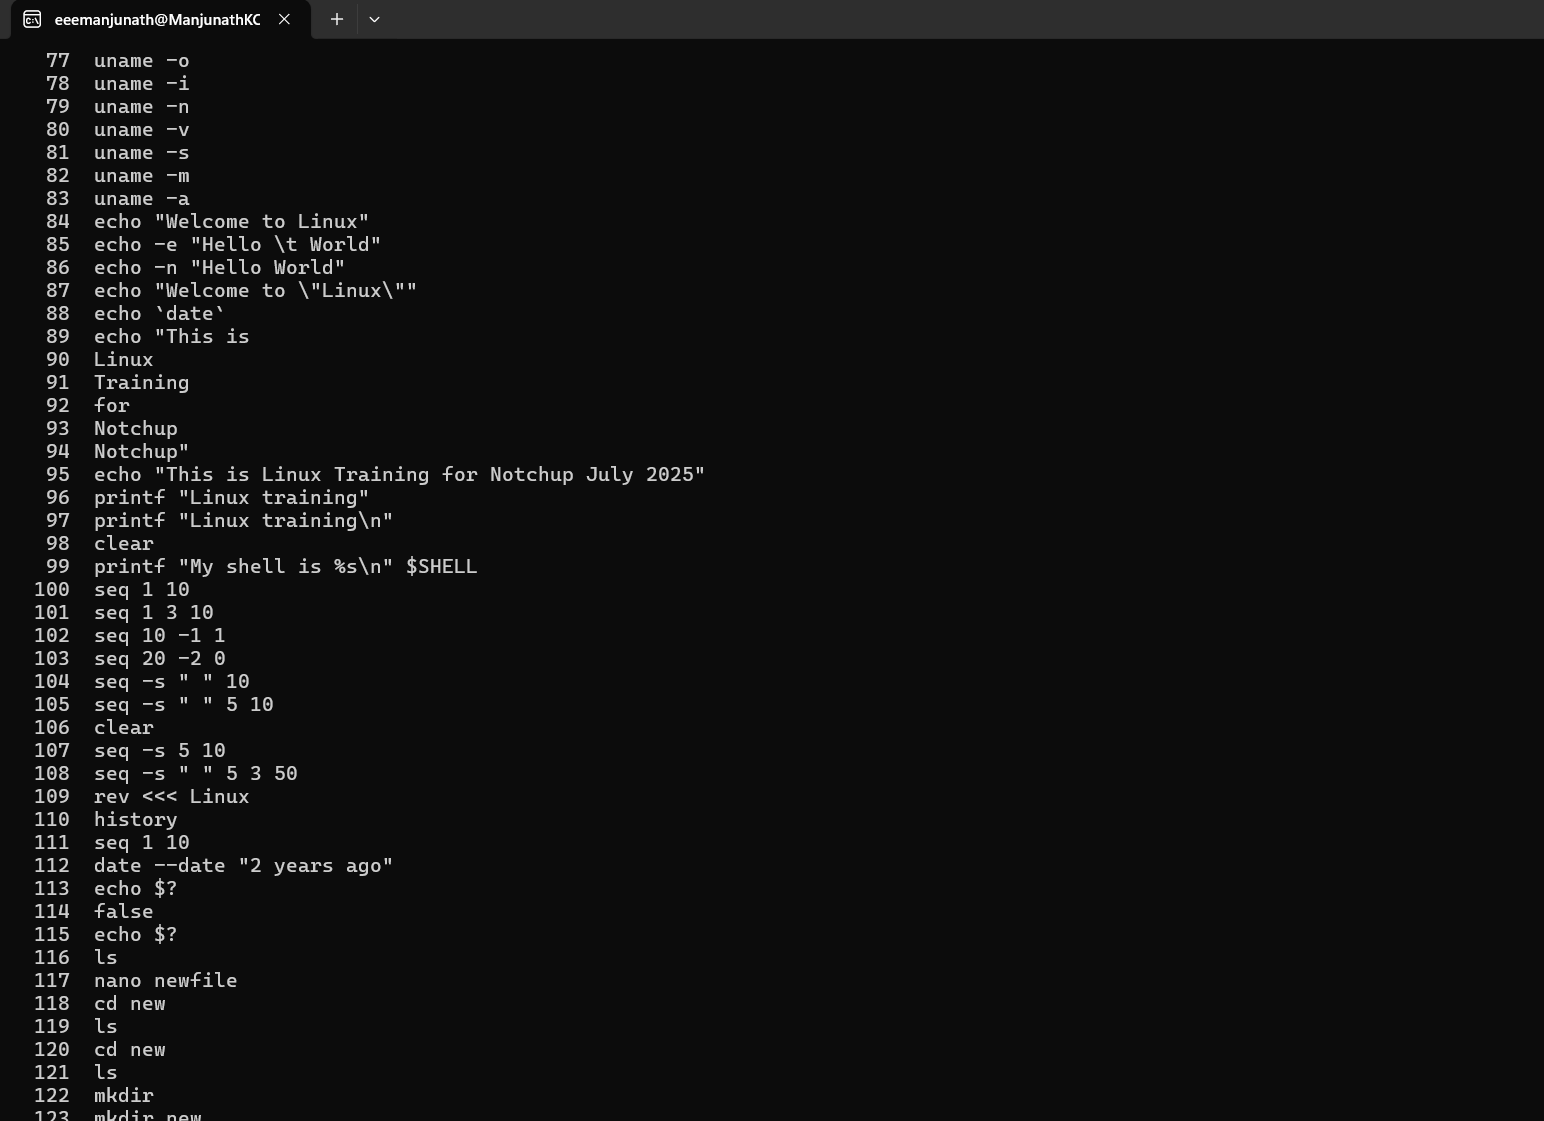 eeemanjunath@ManjunathKC
77 uname -o
78 uname -i
79 uname -n
80 uname -v
81 uname -s
82 uname -m
83 uname -a
84 echo "Welcome to Linux"
85 echo -e "Hello \t World"
86 echo -n "Hello World"
87 echo "Welcome to \"Linux\""
88 echo `date`
89 echo "This is
90 Linux
91 Training
92 for
93 Notchup
94 Notchup"
95 echo "This is Linux Training for Notchup July 2025"
96 printf "Linux training"
97 printf "Linux training\n"
98 clear
99 printf "My shell is %s\n" $SHELL
100 seq 1 10
101 seq 1 3 10
102 seq 10 -1 1
103 seq 20 -2 0
104 seq -s " " 10
105 seq -s " " 5 10
106 clear
107 seq -s 5 10
108 seq -s " " 5 3 50
109 rev <<< Linux
110 history
111 seq 1 10
112 date --date "2 years ago"
113 echo $?
114 false
115 echo $?
116 ls
117 nano newfile
118 cd new
119 ls
120 cd new
121 ls
122 mkdir
123 mkdir new